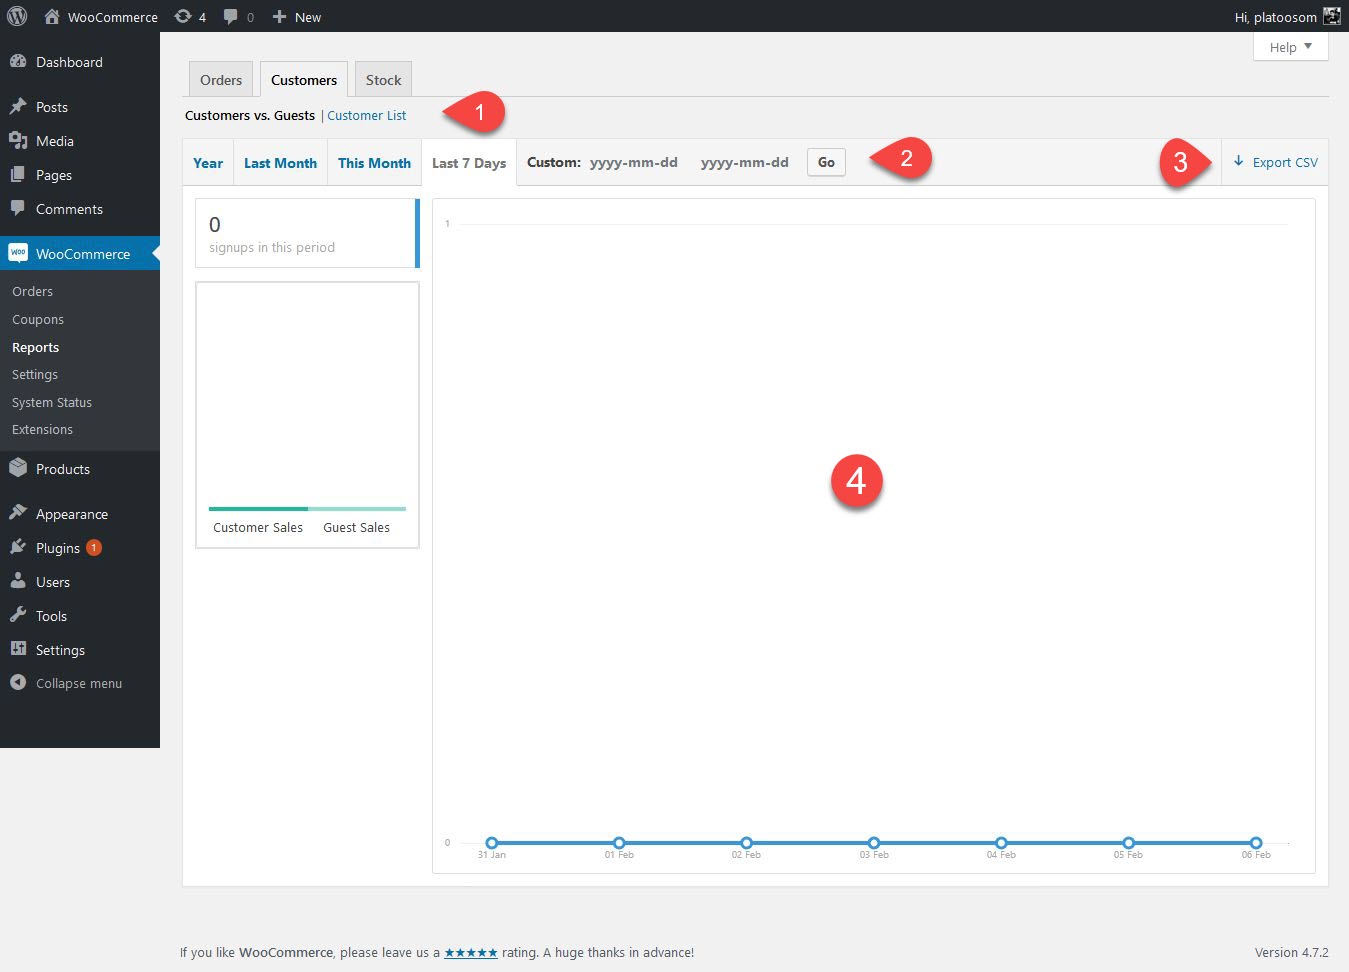 WooCommerce 4 0 New Hi, platoosom
Help
Dashboard
Posts
Media
Pages
Comments
WooCommerce
Orders
Coupons
Reports
Settings
System Status
Extensions
Products
Appearance
Plugins 1
Users
Tools
Settings
Collapse menu
Orders Customers Stock
Customers vs. Guests | Customer List 1
Year Last Month This Month Last 7 Days Custom: yyyy-mm-dd yyyy-mm-dd Go 2 3 Export CSV
0
signups in this period
Customer Sales Guest Sales
1
4
0
31 Jan 01 Feb 02 Feb 03 Feb 04 Feb 05 Feb 06 Feb
If you like WooCommerce, please leave us a ★★★★★ rating. A huge thanks in advance! Version 4.7.2